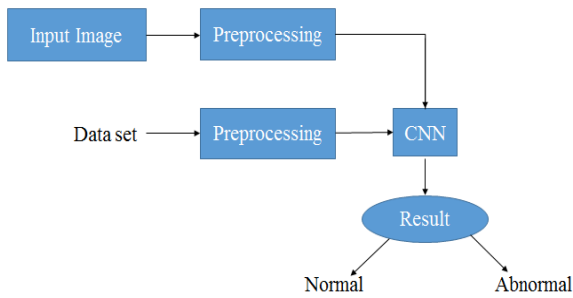 Input Image
Preprocessing
Data set
Preprocessing
CNN
Result
Normal
Abnormal